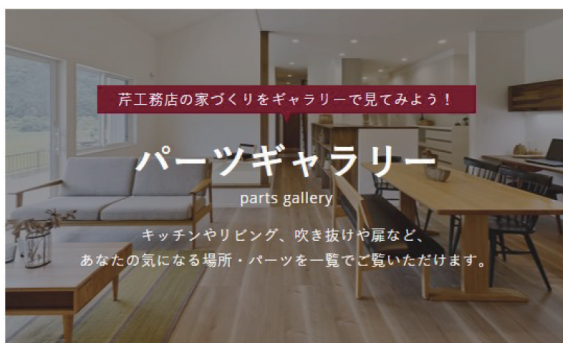 芹工務店の家づくりをギャラリーで見てみよう！
パーツギャラリー
parts gallery
キッチンやリビング、吹き抜けや扉など、
あなたの気になる場所・パーツを一覧でご覧いただけます。